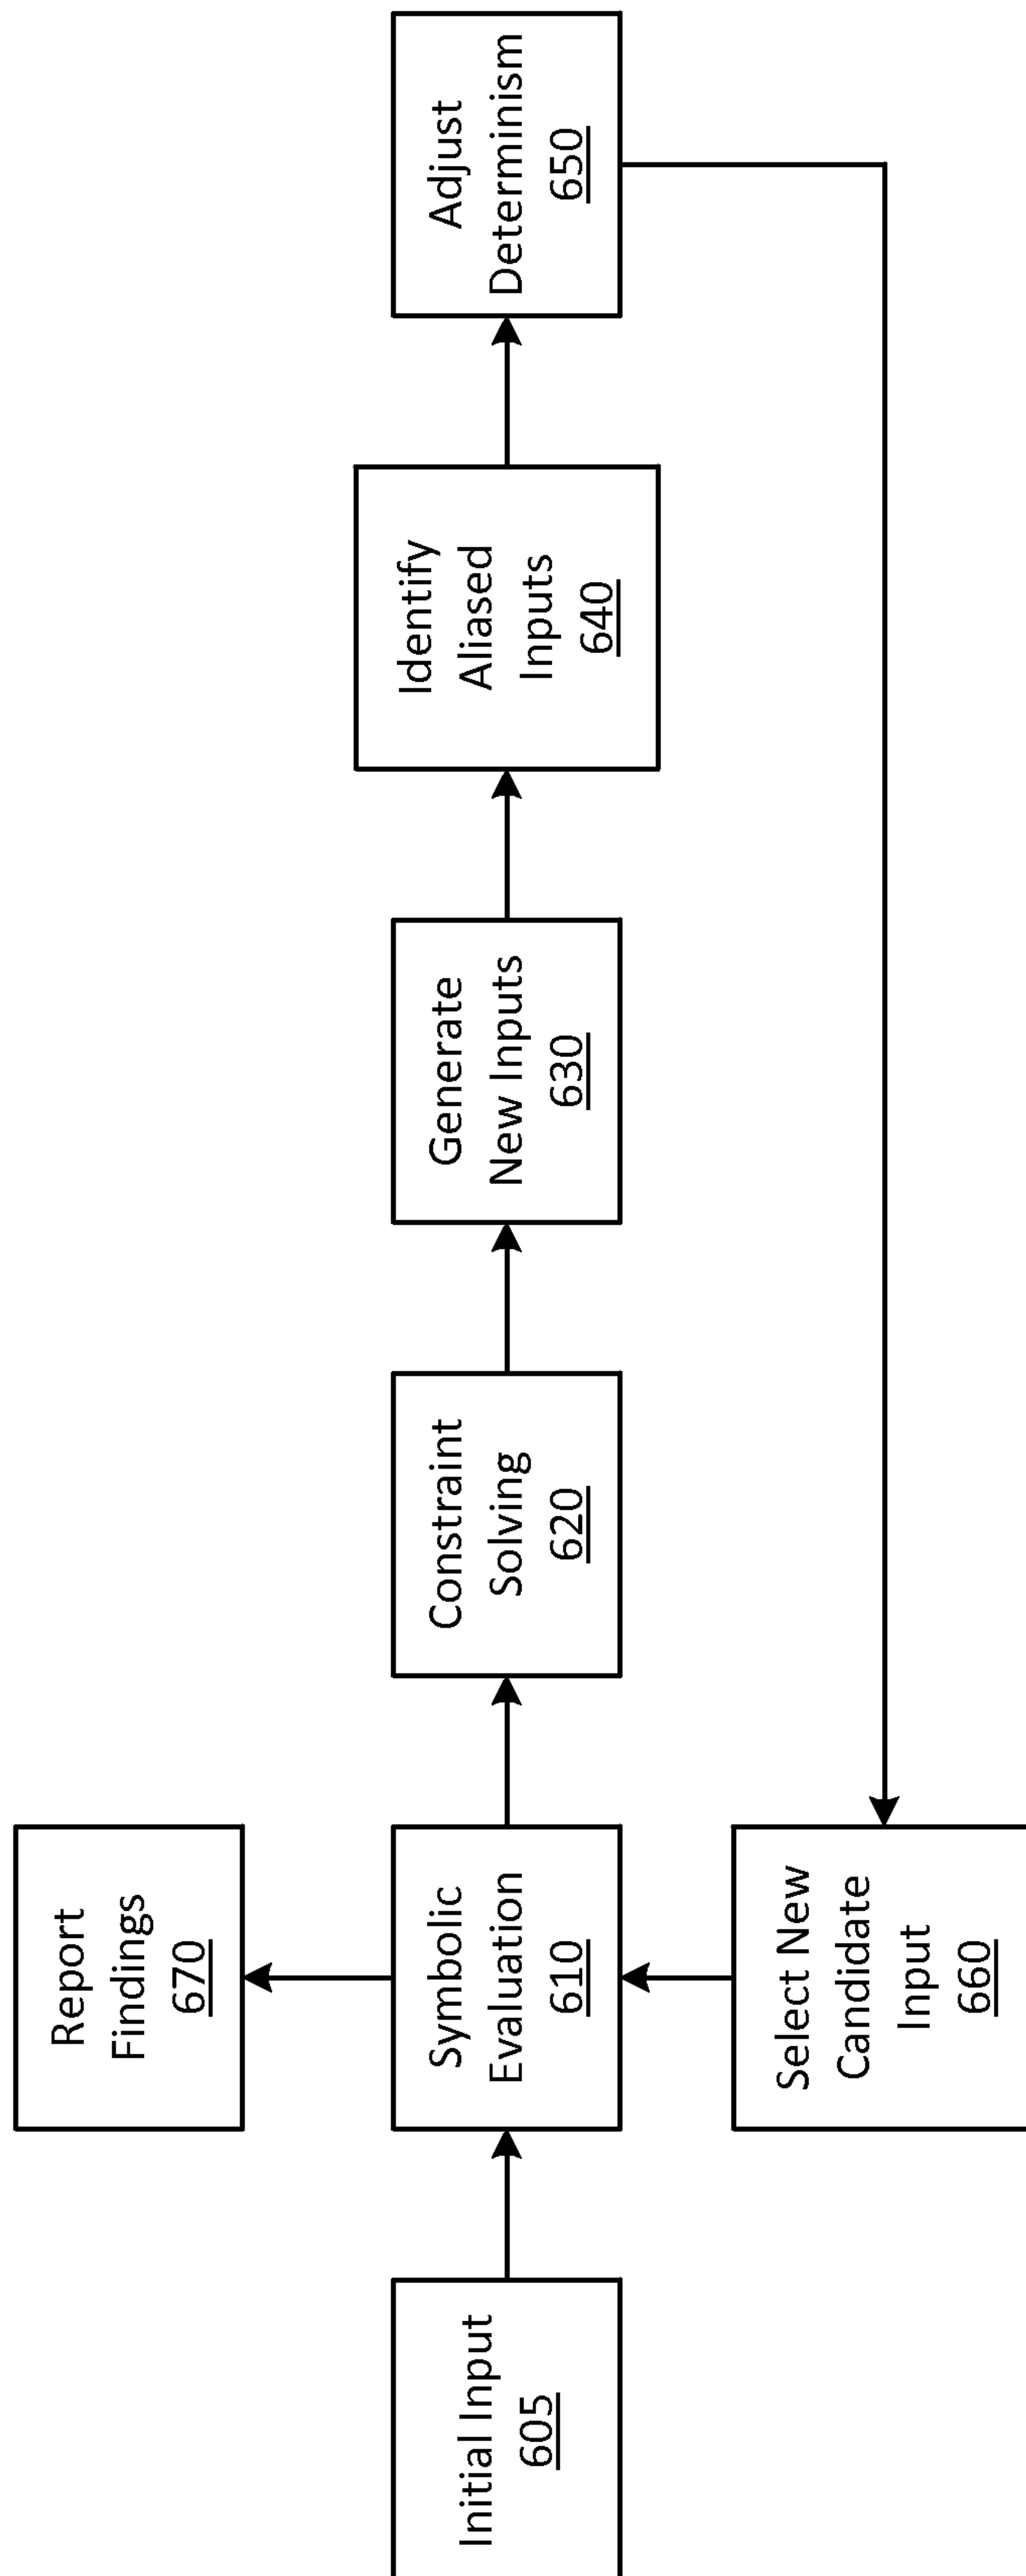 Report
Findings
670
Initial Input
605
Symbolic
Evaluation
610
Constraint
Solving
620
Generate
New Inputs
630
Identify
Aliased
Inputs
640
Adjust
Determinism
650
Select New
Candidate
Input
660